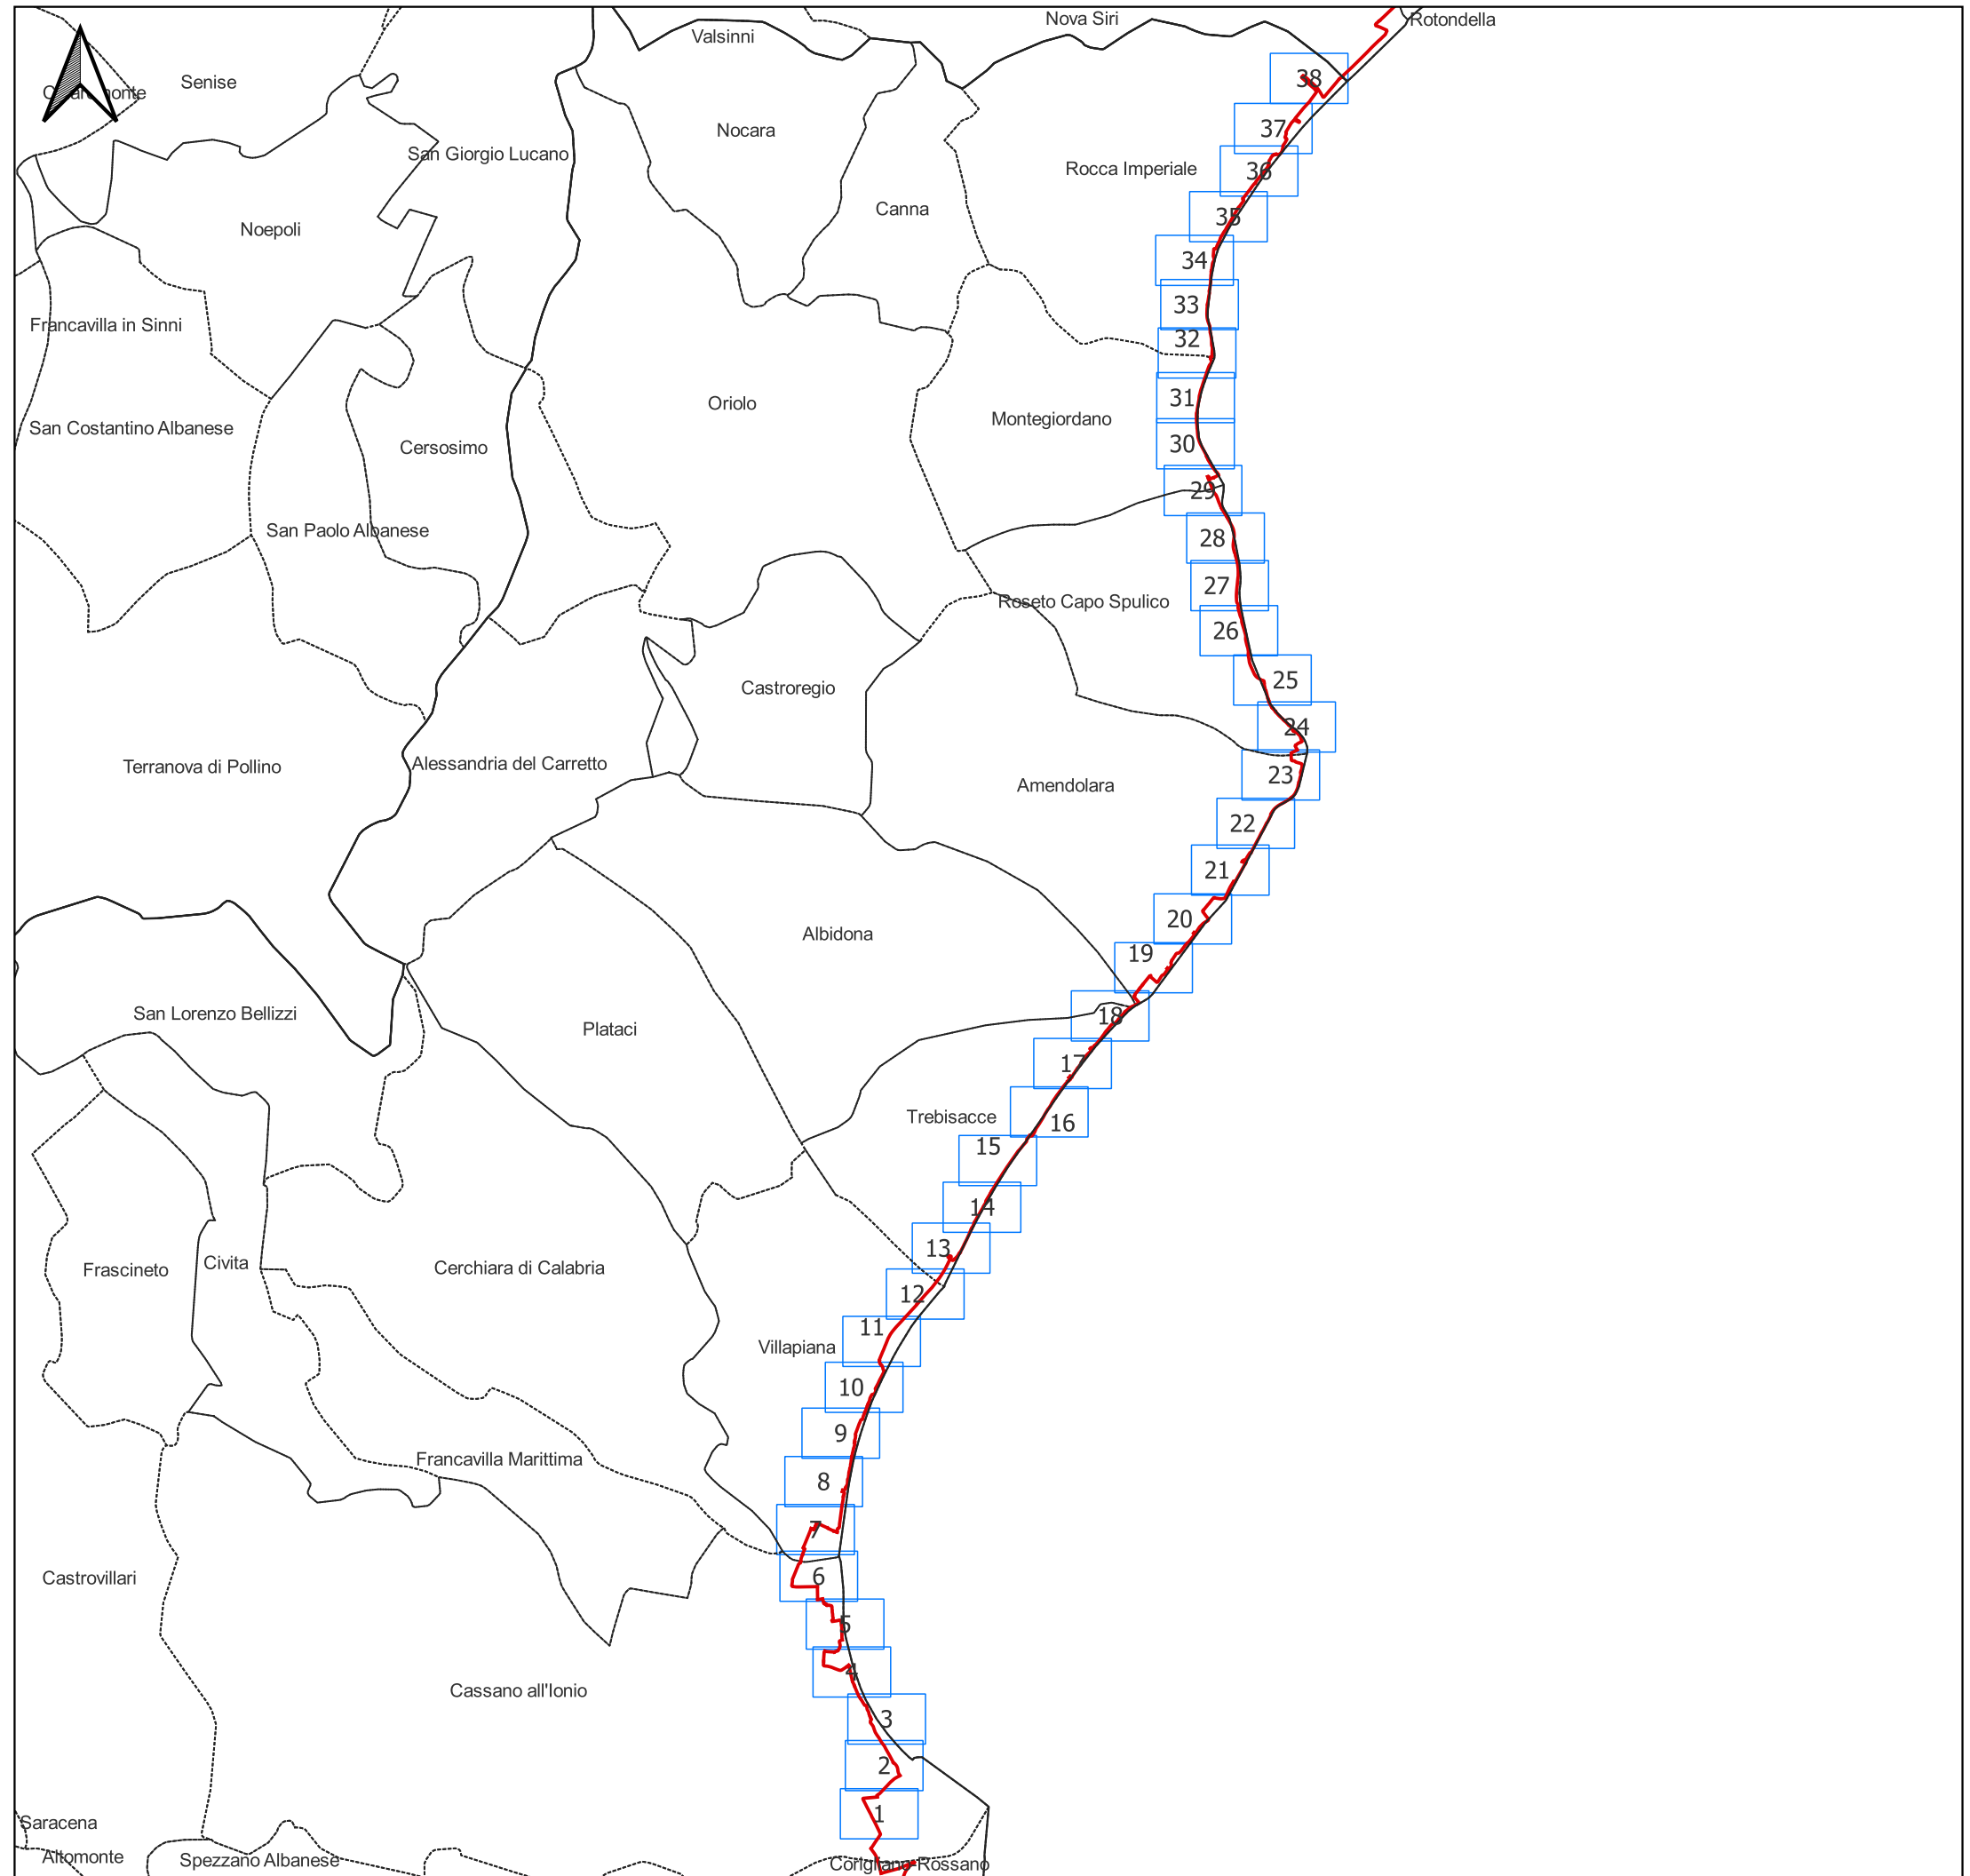 Nova Siri
Rotondella
Valsinni
38
Senise
Chiaromonte
37
Nocara
San Giorgio Lucano
Rocca Imperiale
36
Canna
35
Noepoli
34
33
Francavilla in Sinni
32
31
Oriolo
Montegiordano
San Costantino Albanese
30
Cersosimo
29
San Paolo Albanese
28
27
Roseto Capo Spulico
26
25
Castroregio
24
Terranova di Pollino
Alessandria del Carretto
23
Amendolara
22
21
20
Albidona
19
San Lorenzo Bellizzi
18
Plataci
17
Trebisacce
16
15
14
13
Civita
Cerchiara di Calabria
Frascineto
12
11
Villapiana
10
9
Francavilla Marittima
8
7
Castrovillari
6
5
4
Cassano all'Ionio
3
2
1
Saracena
Altomonte
Spezzano Albanese
Corigliano-Rossano